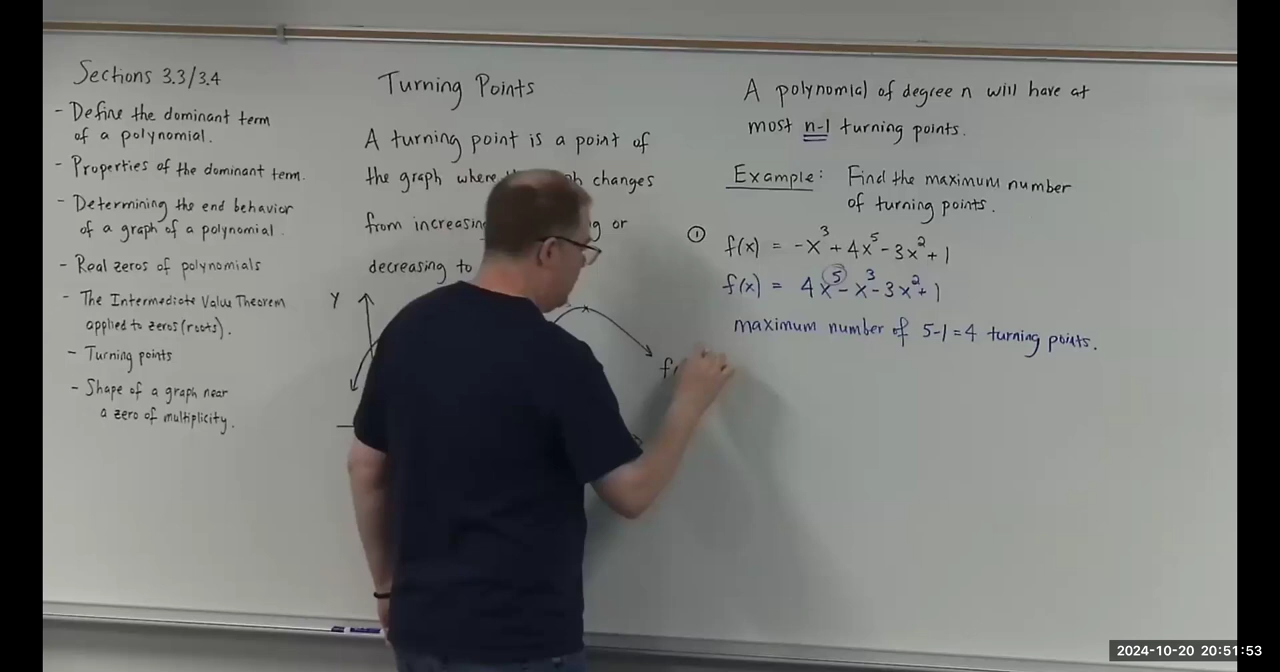 Sections 3.3/3.4
- Define the dominant term
of a polynomial.
- Properties of the dominant term.
- Determining the end behavior
of a graph of a polynomial.
- Real zeros of polynomials
- The Intermediate Value Theorem
applied to zeros (roots).
- Turning points
- Shape of a graph near
a zero of multiplicity.
Turning Points
A turning point is a point of
the graph where changes
from or
decreasing to
y
A polynomial of degree n will have at
most n-1 turning points.
Example: Find the maximum number
of turning points.
① f(x) = -x³ + 4x⁵ - 3x² + 1
f(x) = 4x⁵ - x³ - 3x² + 1
maximum number of 5-1 = 4 turning points.
2024-10-20 20:51:53